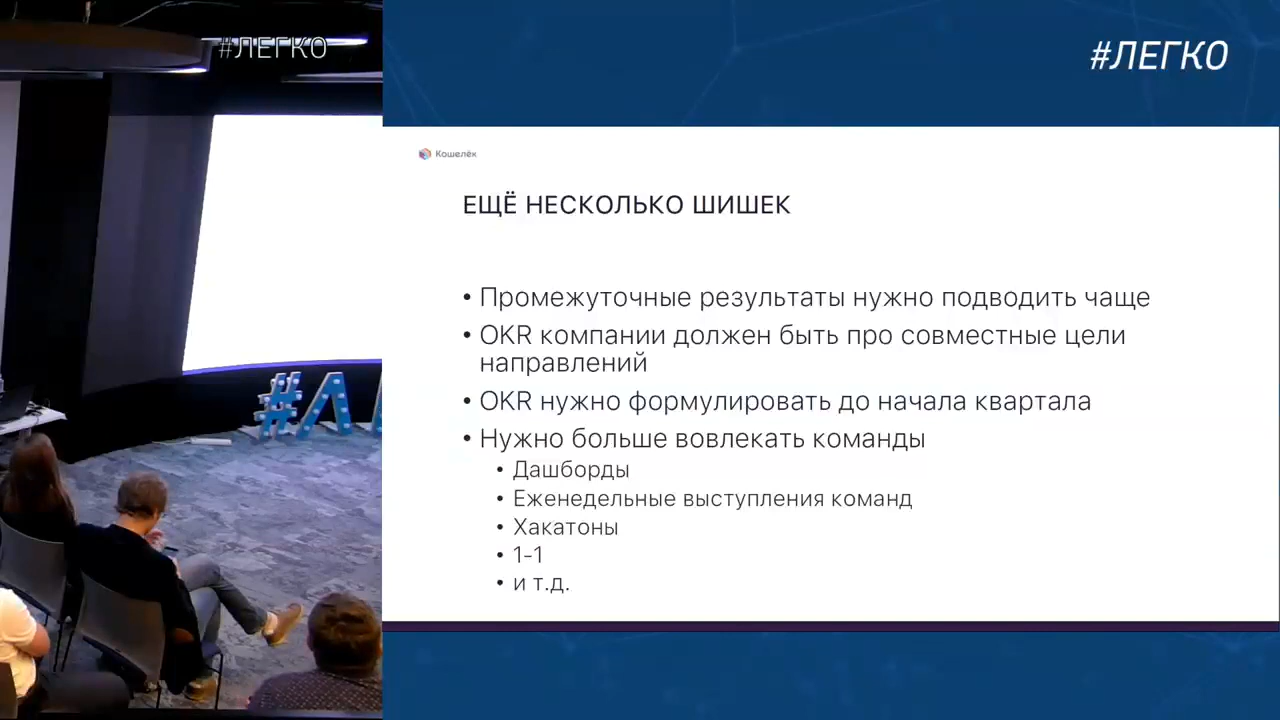 #ЛЕГКО
#ЛЕГКО
Кошелёк
ЕЩЁ НЕСКОЛЬКО ШИШЕК
• Промежуточные результаты нужно подводить чаще
• OKR компании должен быть про совместные цели
направлений
• OKR нужно формулировать до начала квартала
• Нужно больше вовлекать команды
• Дашборды
• Еженедельные выступления команд
• Хакатоны
• 1-1
• и т.д.